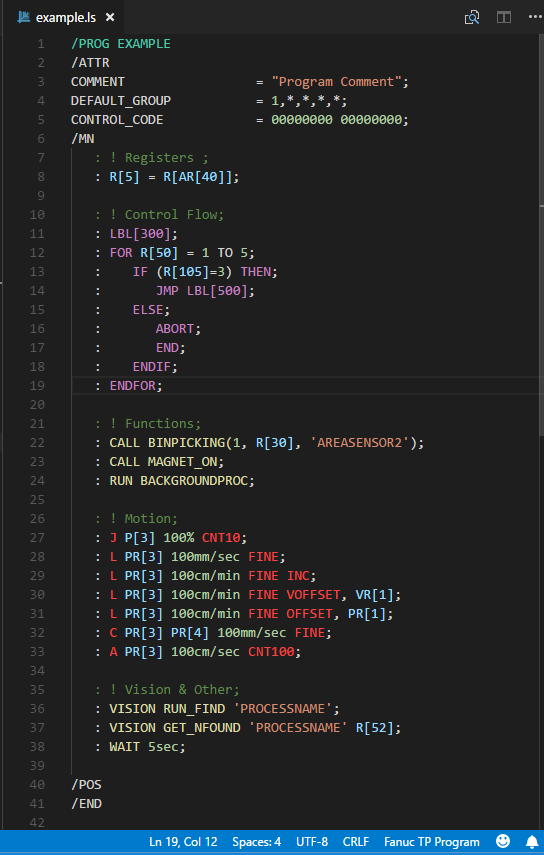 example.ls
1 /PROG EXAMPLE
2 /ATTR
3 COMMENT = "Program Comment";
4 DEFAULT_GROUP = 1,*,*,*,*;
5 CONTROL_CODE = 00000000 00000000;
6 /MN
7 : ! Registers ;
8 : R[5] = R[AR[40]];
9
10 : ! Control Flow;
11 : LBL[300];
12 : FOR R[50] = 1 TO 5;
13 : IF (R[105]=3) THEN;
14 : JMP LBL[500];
15 : ELSE;
16 : ABORT;
17 : END;
18 : ENDIF;
19 : ENDFOR;
20
21 : ! Functions;
22 : CALL BINPICKING(1, R[30], 'AREASENSOR2');
23 : CALL MAGNET_ON;
24 : RUN BACKGROUNDPROC;
25
26 : ! Motion;
27 : J P[3] 100% CNT10;
28 : L PR[3] 100mm/sec FINE;
29 : L PR[3] 100cm/min FINE INC;
30 : L PR[3] 100cm/min FINE VOFFSET, VR[1];
31 : L PR[3] 100cm/min FINE OFFSET, PR[1];
32 : C PR[3] PR[4] 100mm/sec FINE;
33 : A PR[3] 100cm/sec CNT100;
34
35 : ! Vision & Other;
36 : VISION RUN_FIND 'PROCESSNAME';
37 : VISION GET_NFOUND 'PROCESSNAME' R[52];
38 : WAIT 5sec;
39
40 /POS
41 /END
42
Ln 19, Col 12 Spaces: 4 UTF-8 CRLF Fanuc TP Program